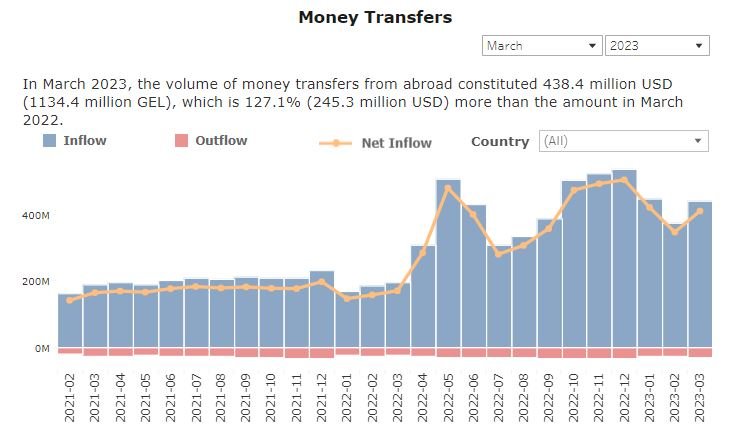 Money Transfers
March 2023
In March 2023, the volume of money transfers from abroad constituted 438.4 million USD
(1134.4 million GEL), which is 127.1% (245.3 million USD) more than the amount in March
2022.
Inflow Outflow Net Inflow Country (All)
400M
200M
0M
2021-02 2021-03 2021-04 2021-05 2021-06 2021-07 2021-08 2021-09 2021-10 2021-11 2021-12 2022-01 2022-02 2022-03 2022-04 2022-05 2022-06 2022-07 2022-08 2022-09 2022-10 2022-11 2022-12 2023-01 2023-02 2023-03